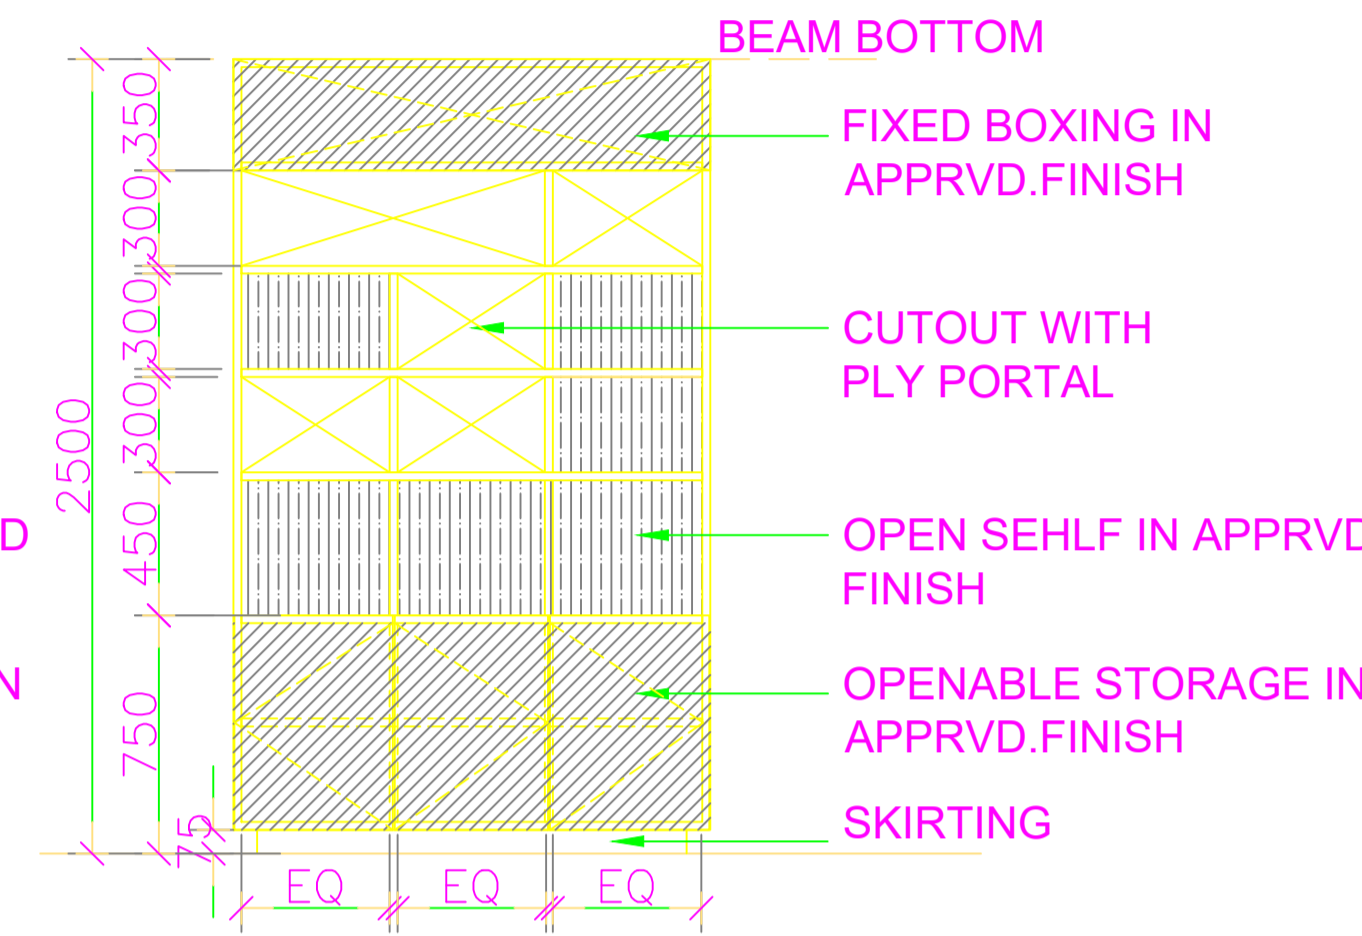 BEAM BOTTOM
FIXED BOXING IN
APPRVD.FINISH
CUTOUT WITH
PLY PORTAL
OPEN SEHLF IN APPRVD
FINISH
OPENABLE STORAGE IN
APPRVD.FINISH
SKIRTING
2500
350
300
300
300
450
750
75
EQ
EQ
EQ
D
N